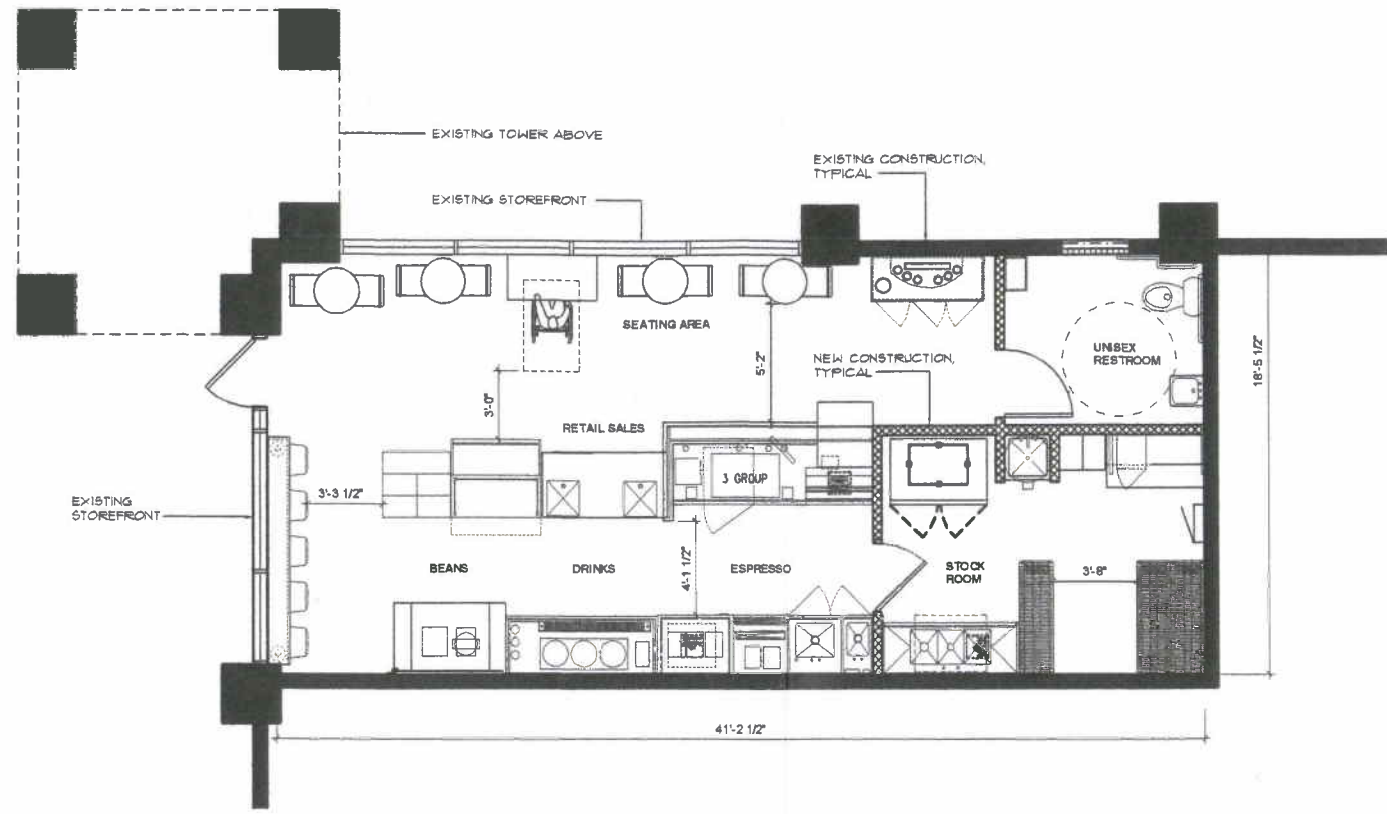 EXISTING TOWER ABOVE
EXISTING CONSTRUCTION,
TYPICAL
EXISTING STOREFRONT
SEATING AREA
UNISEX
RESTROOM
5'-2"
NEW CONSTRUCTION,
TYPICAL
18'-5 1/2"
3'-0"
RETAIL SALES
3 GROUP
3'-3 1/2"
EXISTING
STOREFRONT
4'-1 1/2"
BEANS
DRINKS
ESPRESSO
STOCK
ROOM
3'-8"
41'-2 1/2"